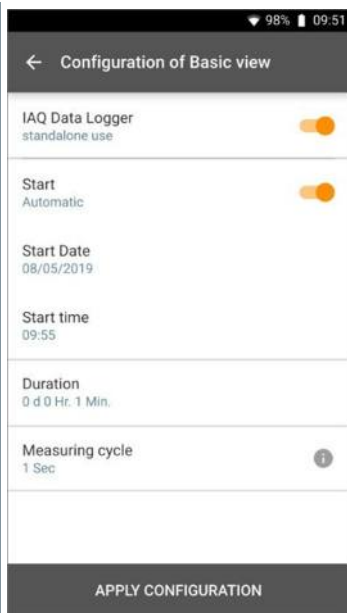 98% 09:51
Configuration of Basic view
IAQ Data Logger
standalone use
Start
Automatic
Start Date
08/05/2019
Start time
09:55
Duration
0 d 0 Hr. 1 Min.
Measuring cycle
1 Sec
APPLY CONFIGURATION